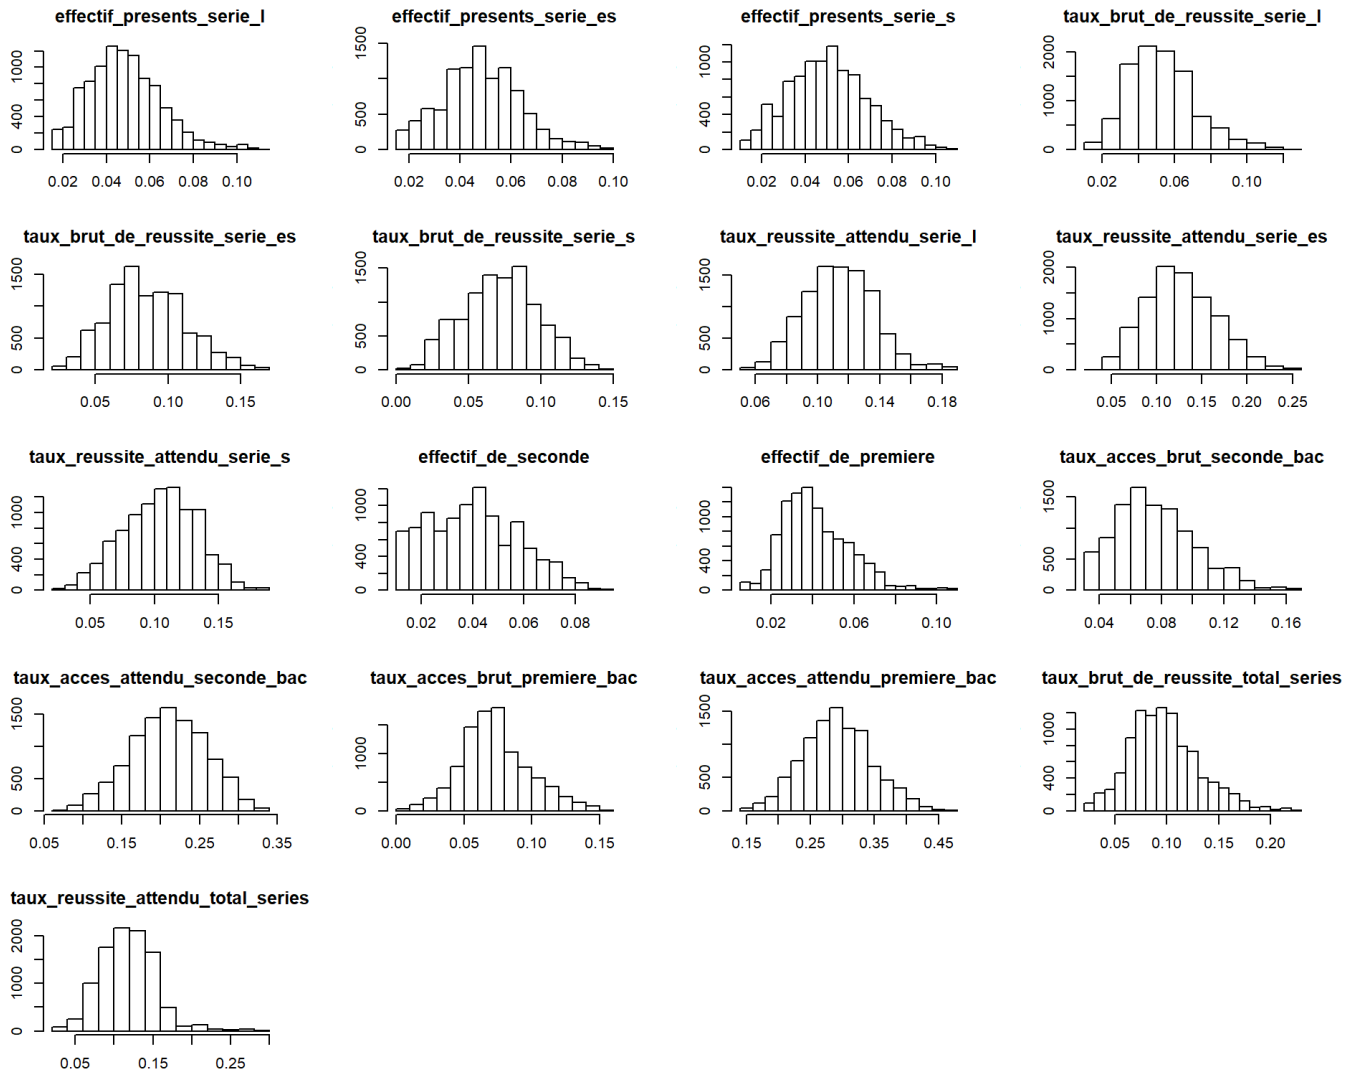 effectif_presents_serie_l
0 400 1000
0.02 0.04 0.06 0.08 0.10
effectif_presents_serie_es
0 500 1500
0.02 0.04 0.06 0.08 0.10
effectif_presents_serie_s
0 400 1000
0.02 0.04 0.06 0.08 0.10
taux_brut_de_reussite_serie_l
0 1000 2000
0.02 0.06 0.10
taux_brut_de_reussite_serie_es
0 500 1500
0.05 0.10 0.15
taux_brut_de_reussite_serie_s
0 500 1500
0.00 0.05 0.10 0.15
taux_reussite_attendu_serie_l
0 500 1500
0.06 0.10 0.14 0.18
taux_reussite_attendu_serie_es
0 1000 2000
0.05 0.10 0.15 0.20 0.25
taux_reussite_attendu_serie_s
0 400 1000
0.05 0.10 0.15
effectif_de_seconde
0 400 1000
0.02 0.04 0.06 0.08
effectif_de_premiere
0 400 1000
0.02 0.04 0.06 0.08 0.10
taux_acces_brut_seconde_bac
0 500 1500
0.04 0.06 0.08 0.10 0.12 0.16
taux_acces_attendu_seconde_bac
0 500 1500
0.05 0.15 0.25 0.35
taux_acces_brut_premiere_bac
0 1000
0.00 0.05 0.10 0.15
taux_acces_attendu_premiere_bac
0 500 1500
0.15 0.25 0.35 0.45
taux_brut_de_reussite_total_series
0 400 1000
0.05 0.10 0.15 0.20
taux_reussite_attendu_total_series
0 1000 2000
0.05 0.15 0.25